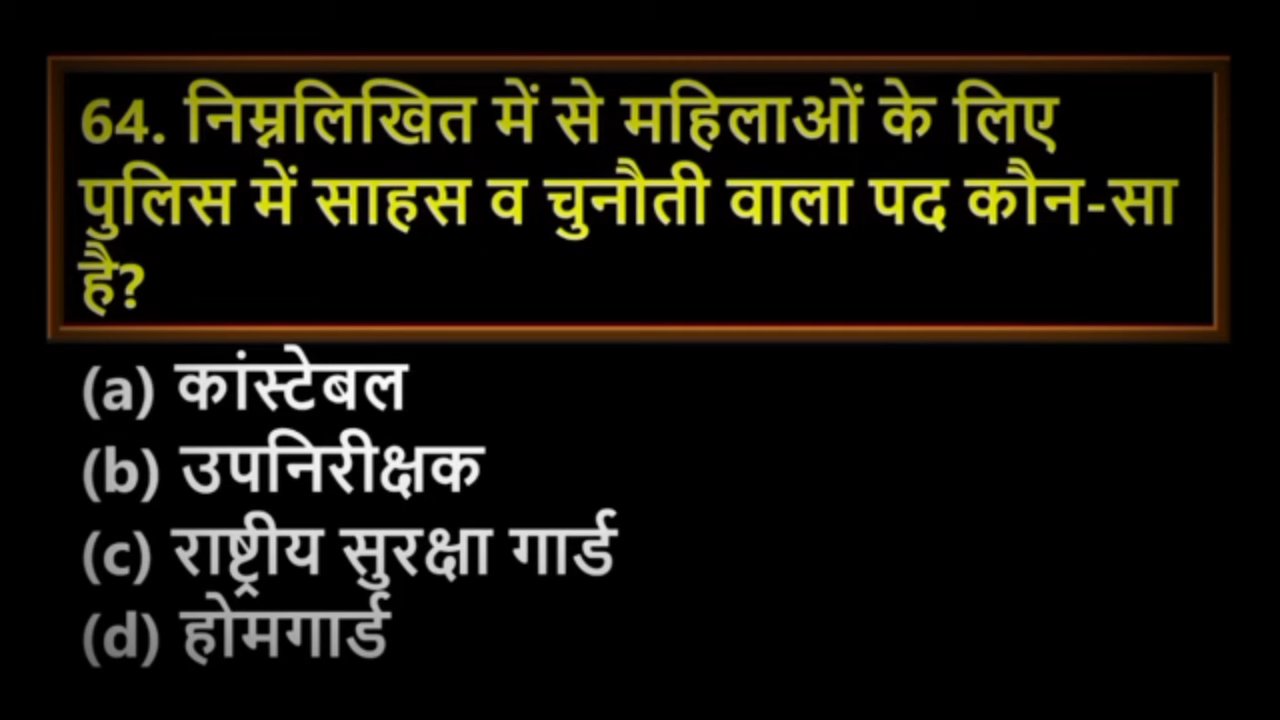 64. निम्नलिखित में से महिलाओं के लिए
पुलिस में साहस व चुनौती वाला पद कौन-सा
है?
(a) कांस्टेबल
(b) उपनिरीक्षक
(c) राष्ट्रीय सुरक्षा गार्ड
(d) होमगार्ड